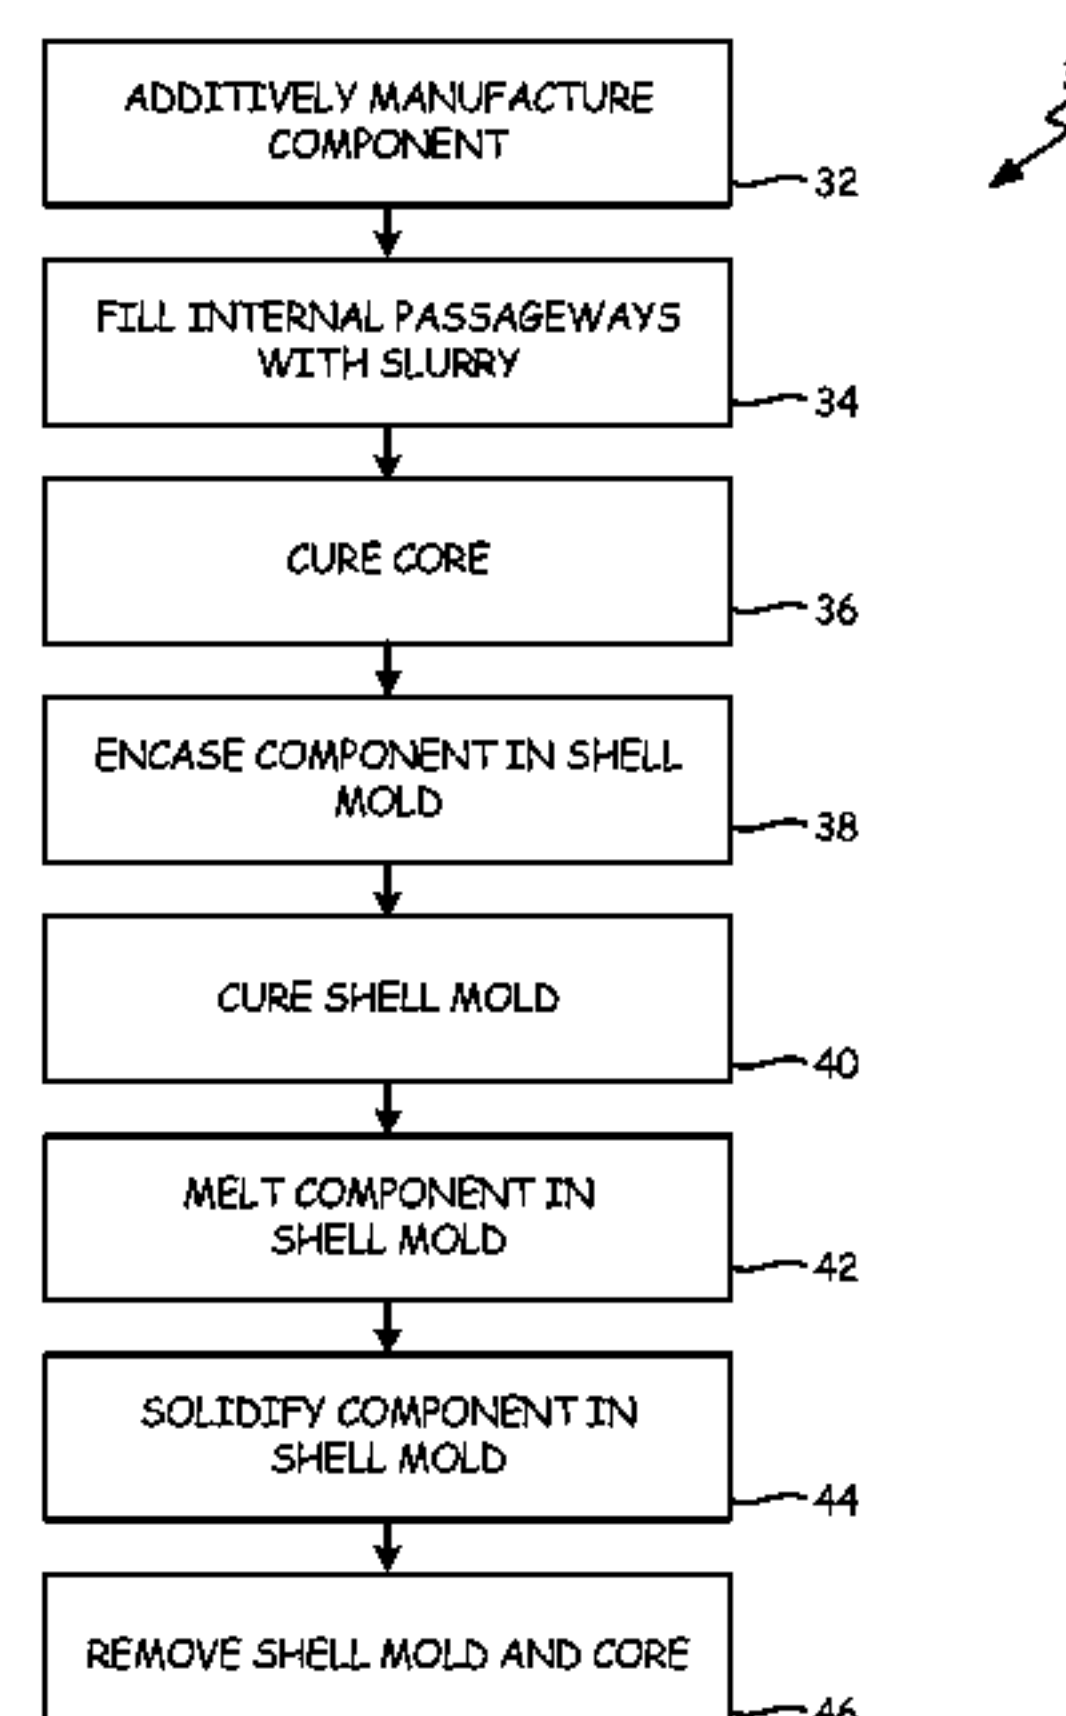 ADDITIVELY MANUFACTURE
COMPONENT
32
FILL INTERNAL PASSAGEWAYS
WITH SLURRY
34
CURE CORE
36
ENCASE COMPONENT IN SHELL
MOLD
38
CURE SHELL MOLD
40
MELT COMPONENT IN
SHELL MOLD
42
SOLIDIFY COMPONENT IN
SHELL MOLD
44
REMOVE SHELL MOLD AND CORE
46